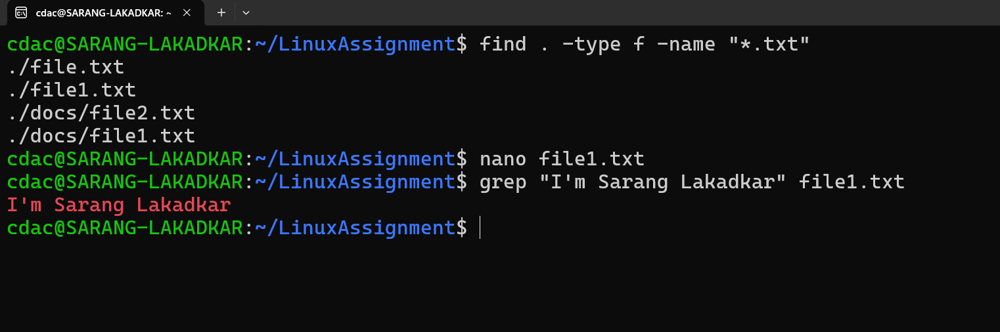 cdac@SARANG-LAKADKAR: ~
cdac@SARANG-LAKADKAR:~/LinuxAssignment$ find . -type f -name "*.txt"
./file.txt
./file1.txt
./docs/file2.txt
./docs/file1.txt
cdac@SARANG-LAKADKAR:~/LinuxAssignment$ nano file1.txt
cdac@SARANG-LAKADKAR:~/LinuxAssignment$ grep "I'm Sarang Lakadkar" file1.txt
I'm Sarang Lakadkar
cdac@SARANG-LAKADKAR:~/LinuxAssignment$